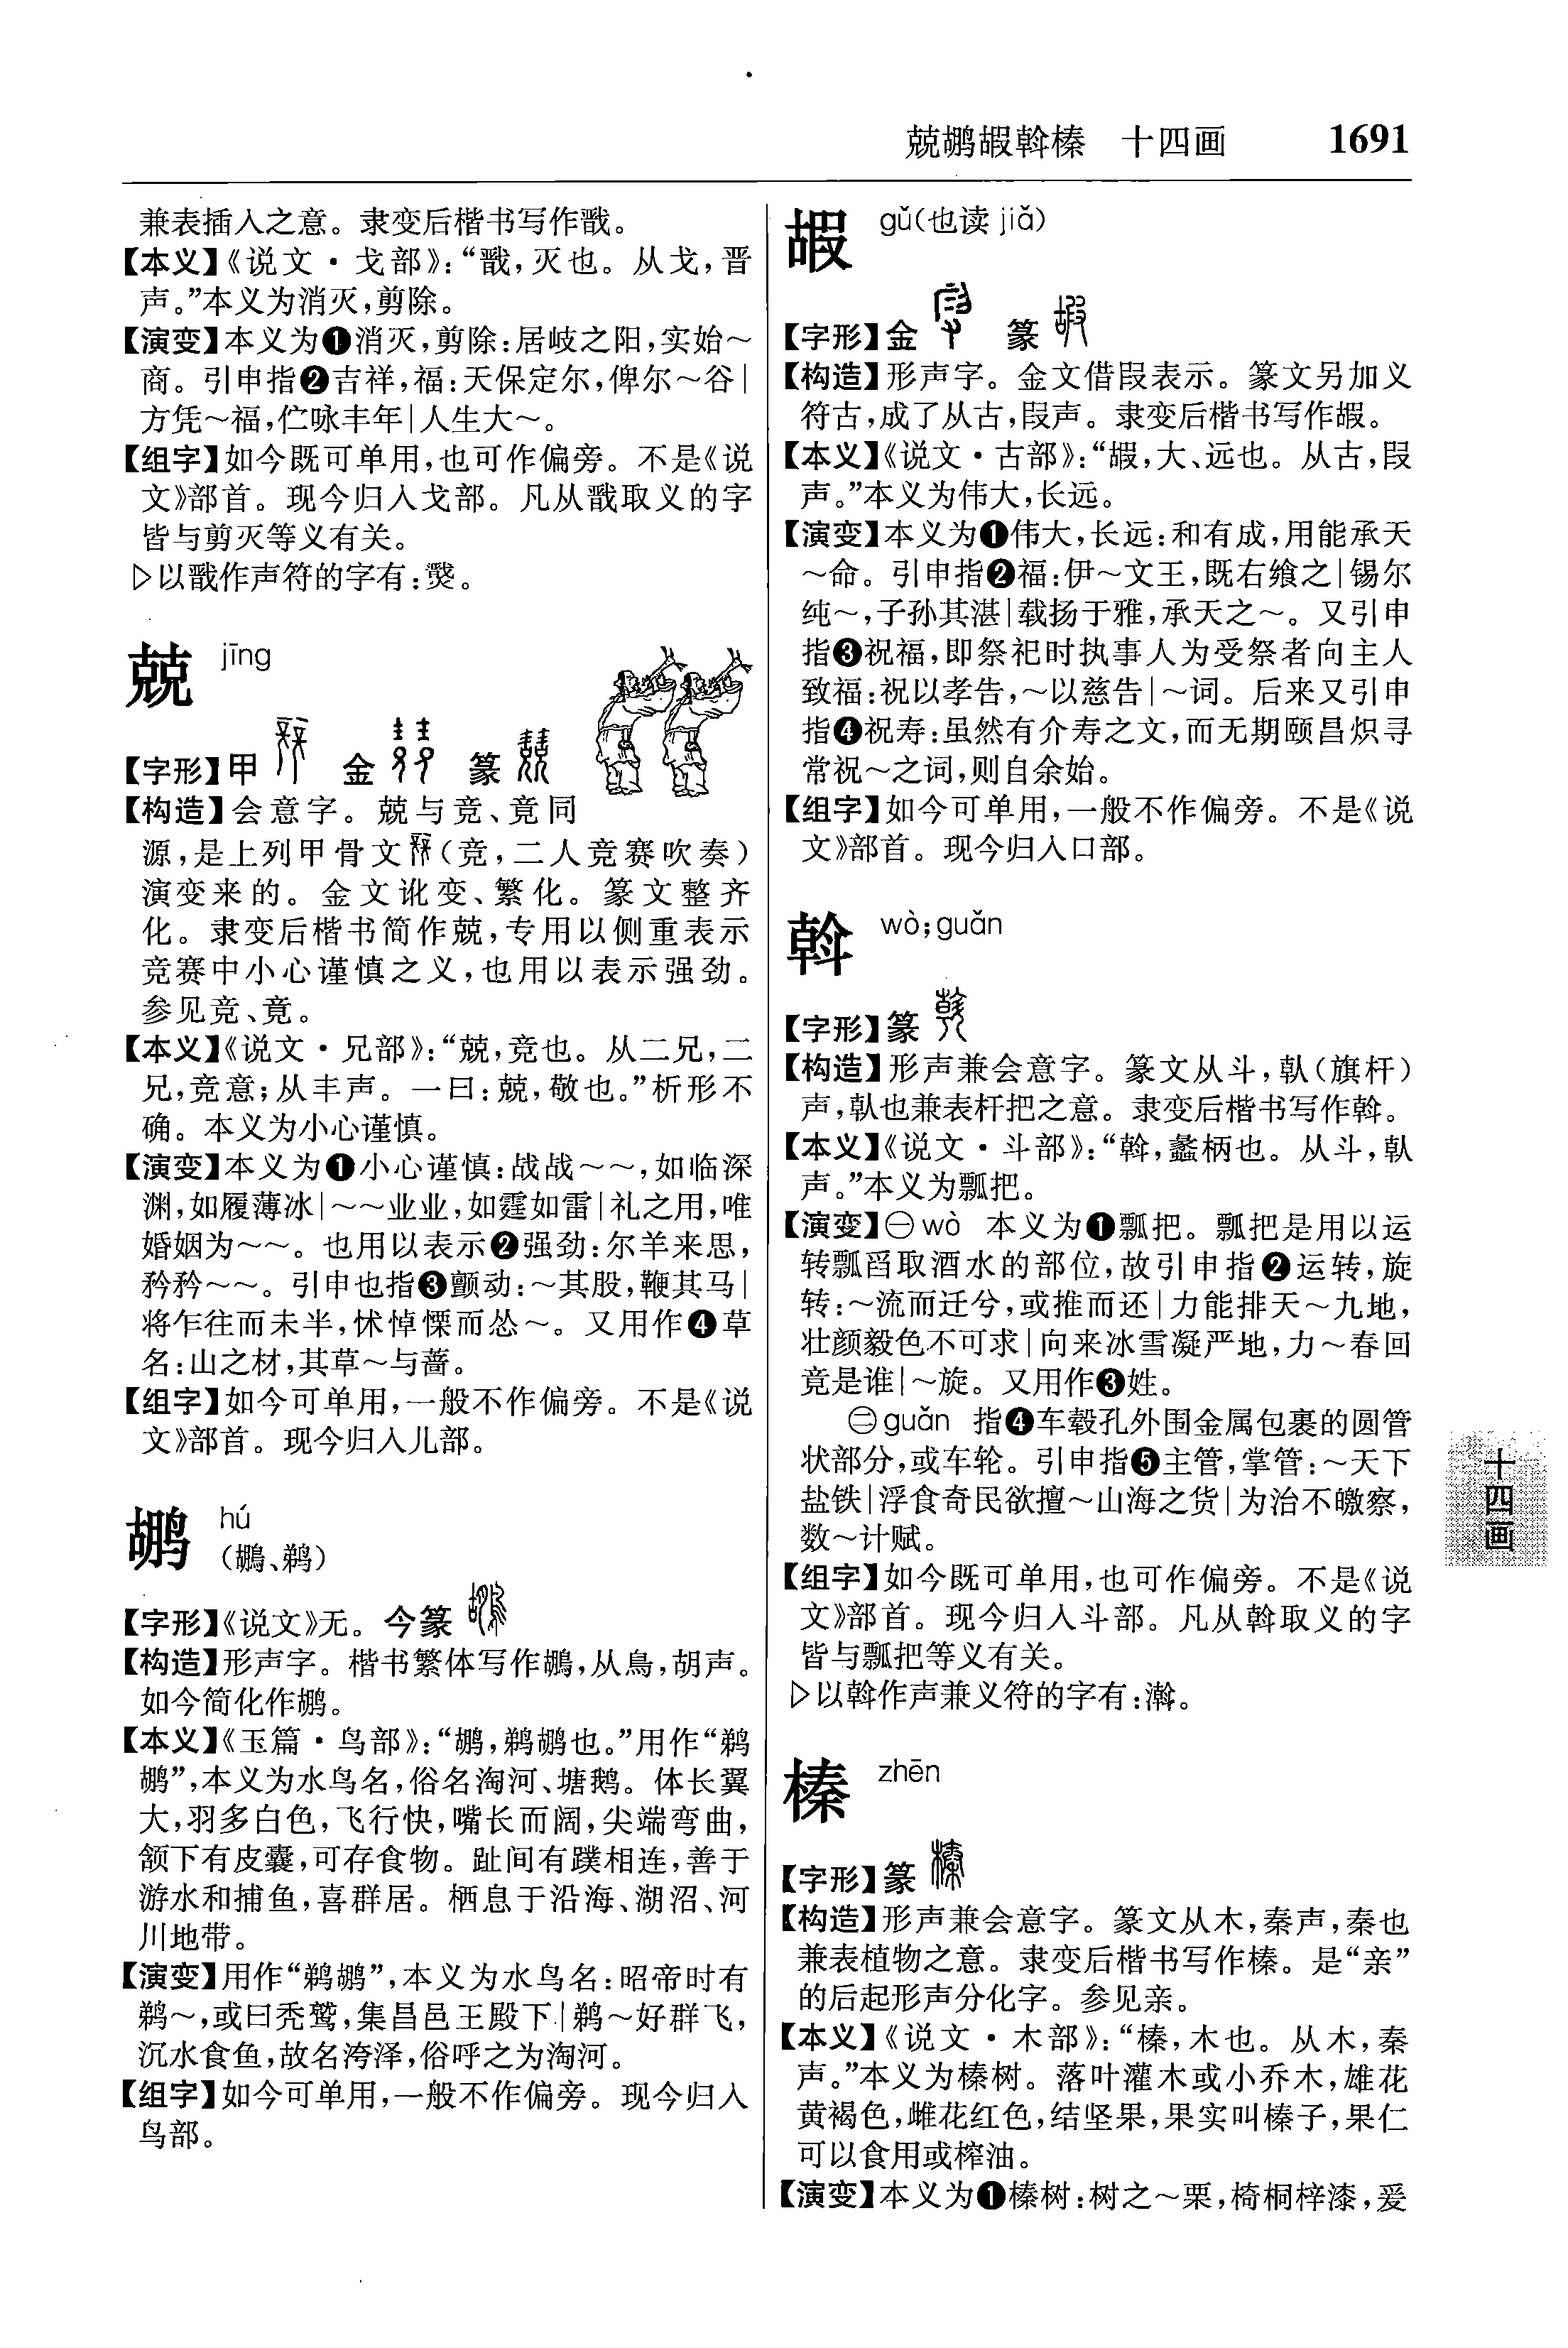 兢鹕嘏斡榛　十四画　1691
兼表插入之意。隶变后楷书写作戬。
【本义】《说文·戈部》：“戬，灭也。从戈，晋
声。”本义为消灭，剪除。
【演变】本义为❶消灭，剪除：居岐之阳，实始～
商。引申指❷吉祥，福：天保定尔，俾尔～谷|
方凭～福，伫咏丰年|人生大～。
【组字】如今既可单用，也可作偏旁。不是《说
文》部首。现今归入戈部。凡从戬取义的字
皆与剪灭等义有关。
▷以戬作声符的字有：。
兢 jīng
【字形】甲　金　篆
【构造】会意字。兢与竞、竟同
源，是上列甲骨文（竞，二人竞赛吹奏）
演变来的。金文讹变、繁化。篆文整齐
化。隶变后楷书简作兢，专用以侧重表示
竞赛中小心谨慎之义，也用以表示强劲。
参见竞、竟。
【本义】《说文·兄部》：“兢，竞也。从二兄，二
兄，竞意；从丰声。一曰：兢，敬也。”析形不
确。本义为小心谨慎。
【演变】本义为❶小心谨慎：战战～～，如临深
渊，如履薄冰|～～业业，如霆如雷|礼之用，唯
婚姻为～～。也用以表示❷强劲：尔羊来思，
矜矜～～。引申也指❸颤动：～其股，鞭其马|
将乍往而未半，怵悼慄而怂～。又用作❹草
名：山之材，其草～与蔷。
【组字】如今可单用，一般不作偏旁。不是《说
文》部首。现今归入儿部。
鹕 hú
（鶘、鹈）
【字形】《说文》无。今篆
【构造】形声字。楷书繁体写作鶘，从鳥，胡声。
如今简化作鹕。
【本义】《玉篇·鸟部》：“鹕，鹈鹕也。”用作“鹈
鹕”，本义为水鸟名，俗名淘河、塘鹅。体长翼
大，羽多白色，飞行快，嘴长而阔，尖端弯曲，
颔下有皮囊，可存食物。趾间有蹼相连，善于
游水和捕鱼，喜群居。栖息于沿海、湖沼、河
川地带。
【演变】用作“鹈鹕”，本义为水鸟名：昭帝时有
鹈～，或曰秃鹫，集昌邑王殿下|鹈～好群飞，
沉水食鱼，故名洿泽，俗呼之为淘河。
【组字】如今可单用，一般不作偏旁。现今归入
鸟部。
嘏 gǔ（也读 jiǎ）
【字形】金　篆
【构造】形声字。金文借叚表示。篆文另加义
符古，成了从古，叚声。隶变后楷书写作嘏。
【本义】《说文·古部》：“嘏，大、远也。从古，叚
声。”本义为伟大，长远。
【演变】本义为❶伟大，长远：和有成，用能承天
～命。引申指❷福：伊～文王，既右飨之|锡尔
纯～，子孙其湛|载扬于雅，承天之～。又引申
指❸祝福，即祭祀时执事人为受祭者向主人
致福：祝以孝告，～以慈告|～词。后来又引申
指❹祝寿：虽然有介寿之文，而无期颐昌炽寻
常祝～之词，则自余始。
【组字】如今可单用，一般不作偏旁。不是《说
文》部首。现今归入口部。
斡 wò；guǎn
【字形】篆
【构造】形声兼会意字。篆文从斗，倝（旗杆）
声，倝也兼表杆把之意。隶变后楷书写作斡。
【本义】《说文·斗部》：“斡，蠡柄也。从斗，倝
声。”本义为瓢把。
【演变】㊀wò 本义为❶瓢把。瓢把是用以运
转瓢舀取酒水的部位，故引申指❷运转，旋
转：～流而迁兮，或推而还|力能排天～九地，
壮颜毅色不可求|向来冰雪凝严地，力～春回
竟是谁|～旋。又用作❸姓。
㊁guǎn 指❹车毂孔外围金属包裹的圆管
状部分，或车轮。引申指❺主管，掌管：～天下
盐铁|浮食奇民欲擅～山海之货|为治不皦察，
数～计赋。
【组字】如今既可单用，也可作偏旁。不是《说
文》部首。现今归入斗部。凡从斡取义的字
皆与瓢把等义有关。
▷以斡作声兼义符的字有：澣。
榛 zhēn
【字形】篆
【构造】形声兼会意字。篆文从木，秦声，秦也
兼表植物之意。隶变后楷书写作榛。是“亲”
的后起形声分化字。参见亲。
【本义】《说文·木部》：“榛，木也。从木，秦
声。”本义为榛树。落叶灌木或小乔木，雄花
黄褐色，雌花红色，结坚果，果实叫榛子，果仁
可以食用或榨油。
【演变】本义为❶榛树：树之～栗，椅桐梓漆，爰
十四画